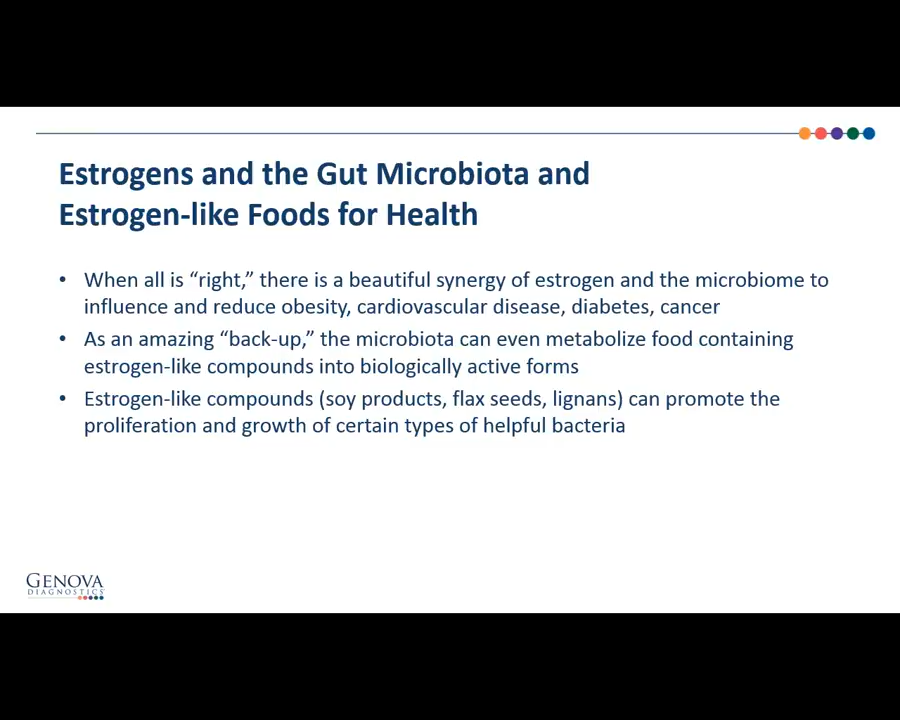 Estrogens and the Gut Microbiota and
Estrogen-like Foods for Health
• When all is “right,” there is a beautiful synergy of estrogen and the microbiome to
influence and reduce obesity, cardiovascular disease, diabetes, cancer
• As an amazing “back-up,” the microbiota can even metabolize food containing
estrogen-like compounds into biologically active forms
• Estrogen-like compounds (soy products, flax seeds, lignans) can promote the
proliferation and growth of certain types of helpful bacteria
GENOVA
DIAGNOSTICS